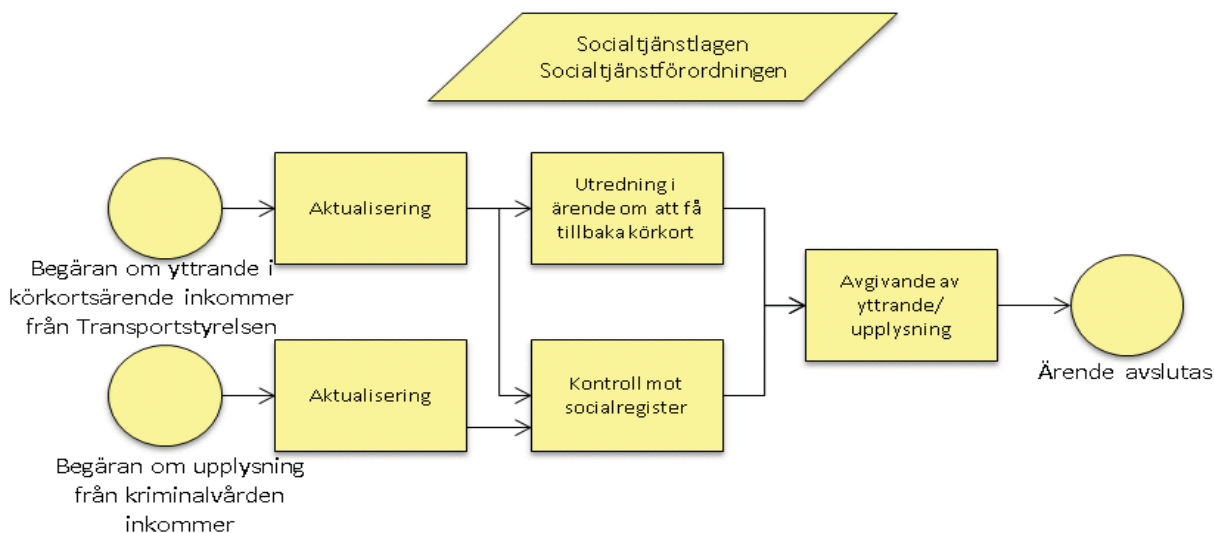 Socialtjänstlagen
Socialtjänstförordningen
Aktualisering
Utredning i
ärende om att få
tillbaka körkort
Begäran om yttrande i
körkortsärende inkommer
från Transportstyrelsen
Avgivande av
yttrande/
upplysning
Ärende avslutas
Aktualisering
Kontroll mot
socialregister
Begäran om upplysning
från kriminalvården
inkommer